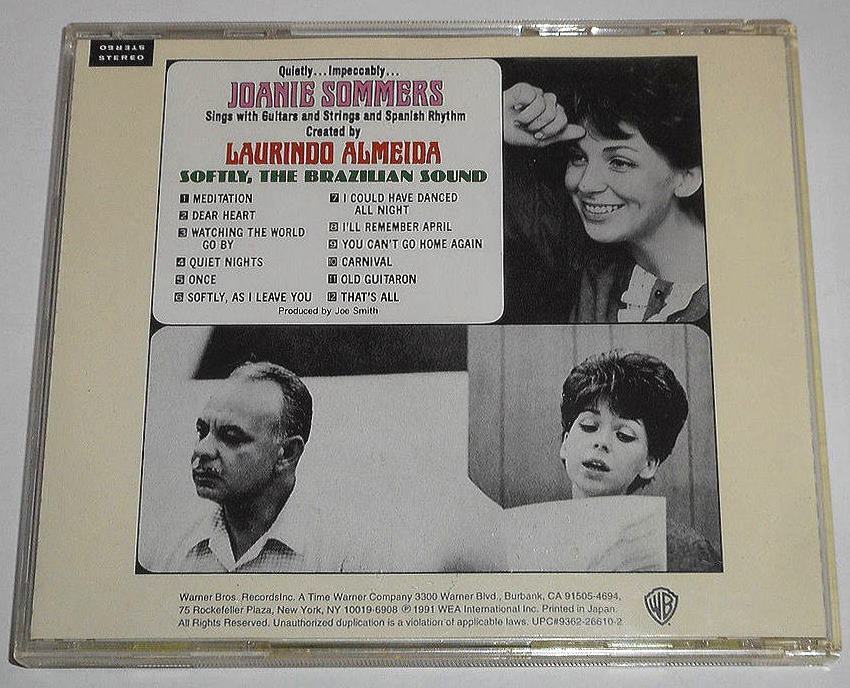 STEREO
STEREO
Quietly...Impeccably...
JOANIE SOMMERS
Sings with Guitars and Strings and Spanish Rhythm
Created by
LAURINDO ALMEIDA
SOFTLY, THE BRAZILIAN SOUND
1 MEDITATION
2 DEAR HEART
3 WATCHING THE WORLD
GO BY
4 QUIET NIGHTS
5 ONCE
6 SOFTLY, AS I LEAVE YOU
7 I COULD HAVE DANCED
ALL NIGHT
8 I'LL REMEMBER APRIL
9 YOU CAN'T GO HOME AGAIN
10 CARNIVAL
11 OLD GUITARON
12 THAT'S ALL
Produced by Joe Smith
Warner Bros. RecordsInc. A Time Warner Company 3300 Warner Blvd., Burbank, CA 91505-4694,
75 Rockefeller Plaza, New York, NY 10019-6908 ℗ 1991 WEA International Inc. Printed in Japan.
All Rights Reserved. Unauthorized duplication is a violation of applicable laws. UPC#9362-26610-2
WB